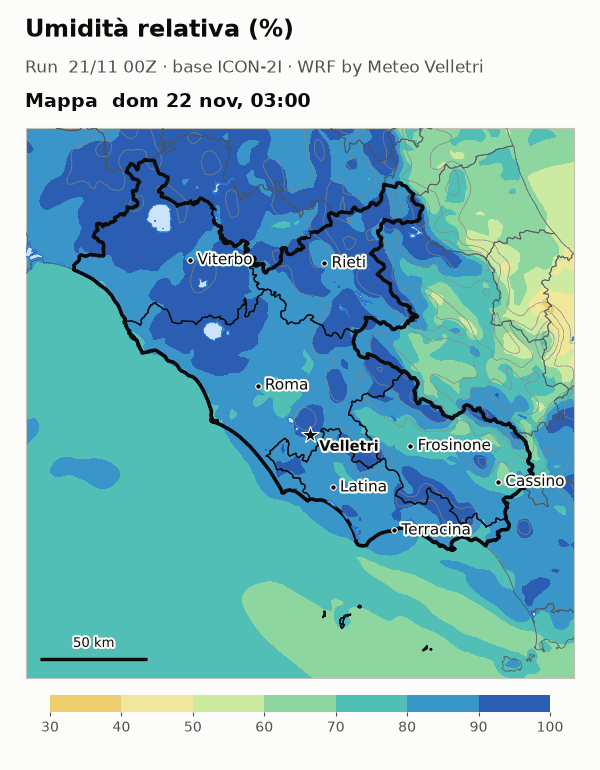 Umidità relativa (%)
Run  21/11 00Z · base ICON-2I · WRF by Meteo Velletri
Mappa  dom 22 nov, 03:00
Viterbo
Rieti
Roma
Velletri
Frosinone
Cassino
Latina
Terracina
50 km
30 40 50 60 70 80 90 100